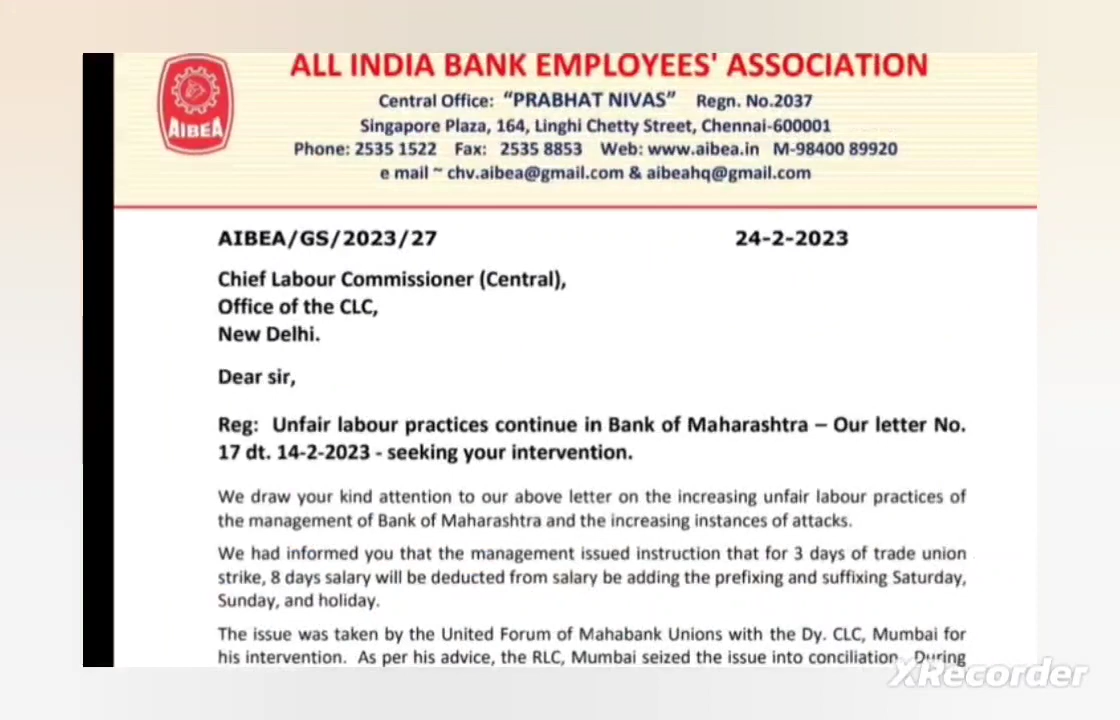 ALL INDIA BANK EMPLOYEES' ASSOCIATION
AIBEA
Central Office: "PRABHAT NIVAS" Regn. No.2037
Singapore Plaza, 164, Linghi Chetty Street, Chennai-600001
Phone: 2535 1522 Fax: 2535 8853 Web: www.aibea.in M-98400 89920
e mail ~ chv.aibea@gmail.com & aibeahq@gmail.com
AIBEA/GS/2023/27 24-2-2023
Chief Labour Commissioner (Central),
Office of the CLC,
New Delhi.
Dear sir,
Reg: Unfair labour practices continue in Bank of Maharashtra – Our letter No.
17 dt. 14-2-2023 - seeking your intervention.
We draw your kind attention to our above letter on the increasing unfair labour practices of
the management of Bank of Maharashtra and the increasing instances of attacks.
We had informed you that the management issued instruction that for 3 days of trade union
strike, 8 days salary will be deducted from salary be adding the prefixing and suffixing Saturday,
Sunday, and holiday.
The issue was taken by the United Forum of Mahabank Unions with the Dy. CLC, Mumbai for
his intervention. As per his advice, the RLC, Mumbai seized the issue into conciliation. During
XRecorder